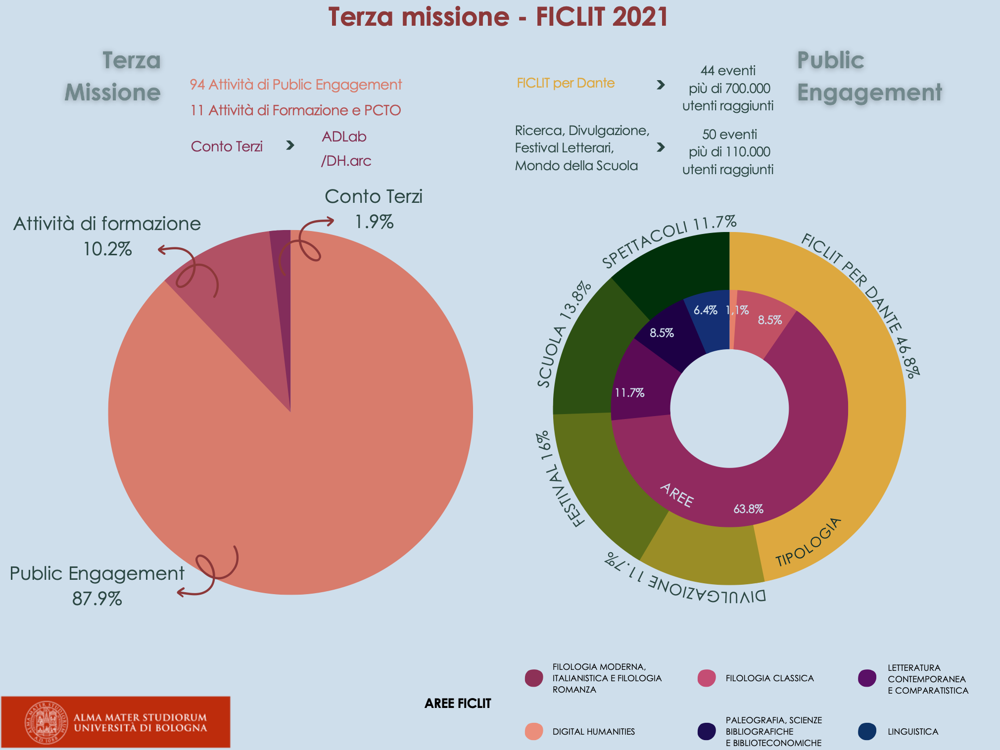 Terza missione - FICLIT 2021
Terza
Missione
94 Attività di Public Engagement
11 Attività di Formazione e PCTO
Conto Terzi
ADLab
/DH.arc
FICLIT per Dante
44 eventi
più di 700.000
utenti raggiunti
Ricerca, Divulgazione,
Festival Letterari,
Mondo della Scuola
50 eventi
più di 110.000
utenti raggiunti
Public
Engagement
Conto Terzi
1.9%
Attività di formazione
10.2%
Public Engagement
87.9%
SPETTACOLI 11.7%
FICLIT PER DANTE 46.8%
SCUOLA 13.8%
FESTIVAL 16%
DIVULGAZIONE 11.7%
TIPOLOGIA
6.4%
1,1%
8.5%
8.5%
11.7%
AREE
63.8%
AREE FICLIT
FILOLOGIA MODERNA,
ITALIANISTICA E FILOLOGIA
ROMANZA
FILOLOGIA CLASSICA
LETTERATURA
CONTEMPORANEA
E COMPARATISTICA
DIGITAL HUMANITIES
PALEOGRAFIA, SCIENZE
BIBLIOGRAFICHE
E BIBLIOTECONOMICHE
LINGUISTICA
ALMA MATER STUDIORUM
A.D. 1088
ALMA MATER STUDIORUM
UNIVERSITÀ DI BOLOGNA